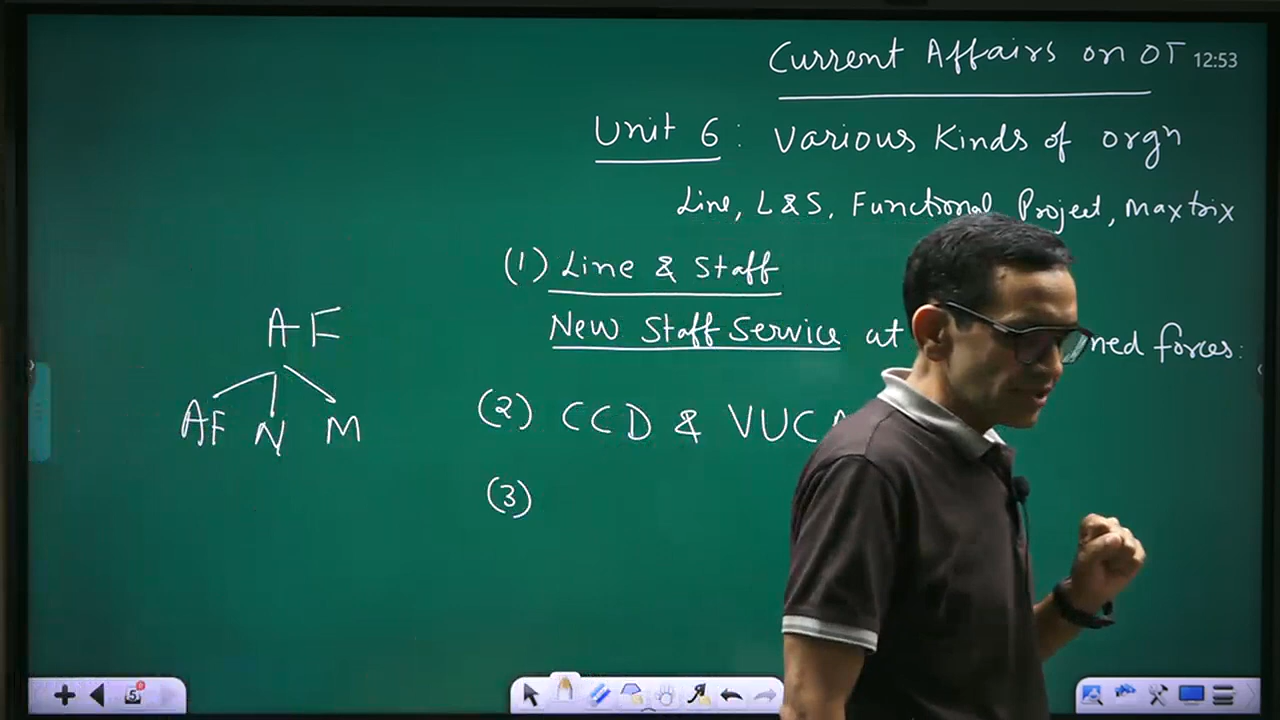 Current Affairs on OT 12:53
Unit 6 : Various Kinds of orgn
Line, L & S, Functional Project, Maxtrix
(1) Line & Staff
New Staff Service at ned forces:
(2) CCD & VUCA
(3)
AF
AF N M
5